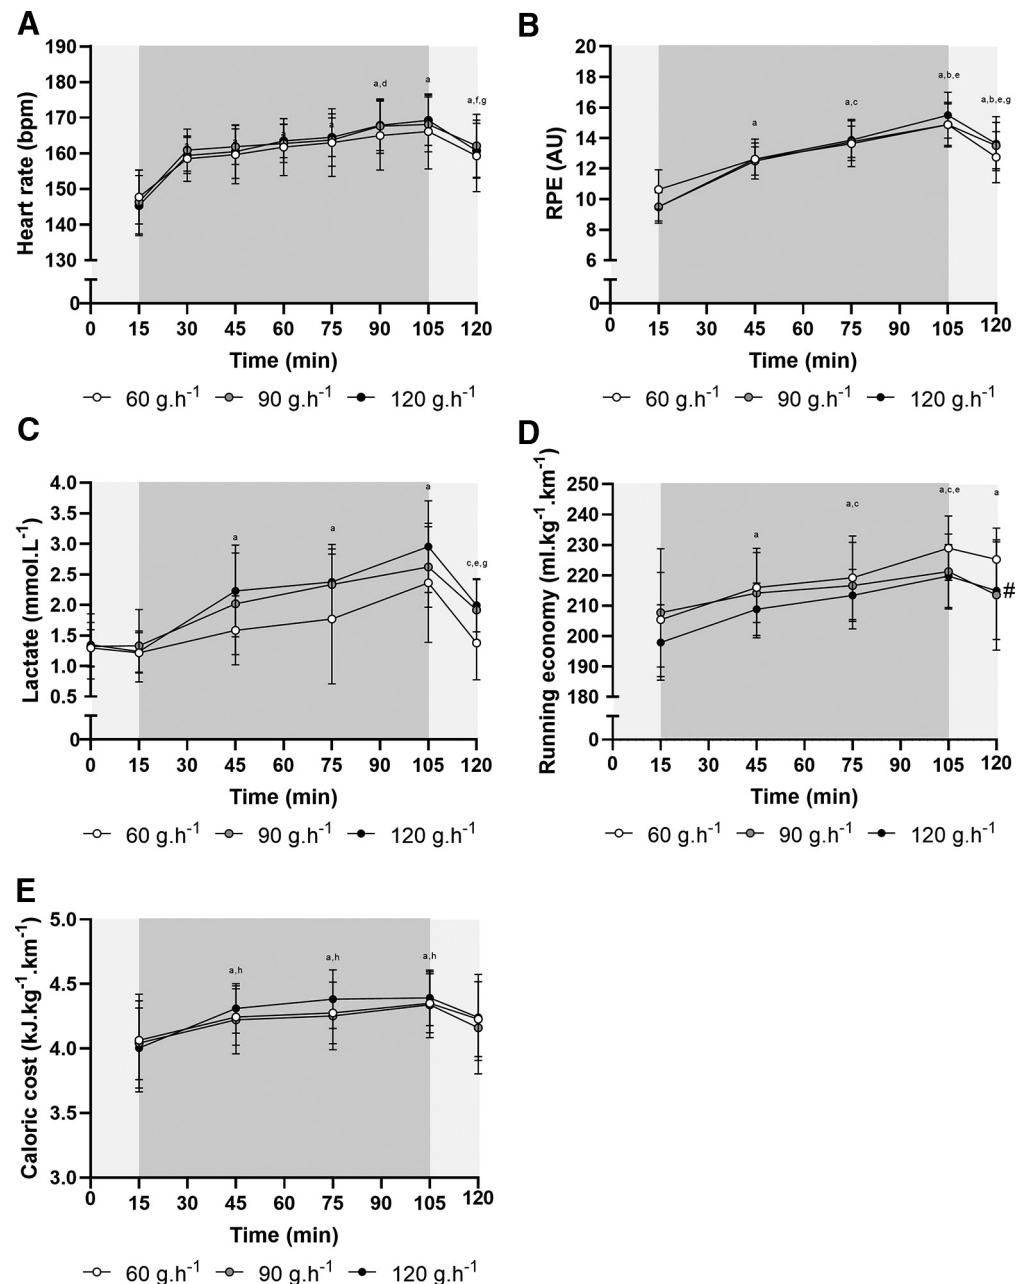 A
Heart rate (bpm)
190
180
170
160
150
140
130
0
a,d
a
a,f,g
0 15 30 45 60 75 90 105 120
Time (min)
60 g.h-1 90 g.h-1 120 g.h-1
B
RPE (AU)
20
18
16
14
12
10
8
6
0
a
a,c
a,b,e
a,b,e,g
0 15 30 45 60 75 90 105 120
Time (min)
60 g.h-1 90 g.h-1 120 g.h-1
C
Lactate (mmol.L-1)
4.0
3.5
3.0
2.5
2.0
1.5
1.0
0.5
0
a
a
a
c,e,g
0 15 30 45 60 75 90 105 120
Time (min)
60 g.h-1 90 g.h-1 120 g.h-1
D
Running economy (ml.kg-1.km-1)
250
240
230
220
210
200
190
180
0
a
a,c
a,c,e
a
#
0 15 30 45 60 75 90 105 120
Time (min)
60 g.h-1 90 g.h-1 120 g.h-1
E
Caloric cost (kJ.kg-1.km-1)
5.0
4.5
4.0
3.5
3.0
a,h
a,h
a,h
0 15 30 45 60 75 90 105 120
Time (min)
60 g.h-1 90 g.h-1 120 g.h-1